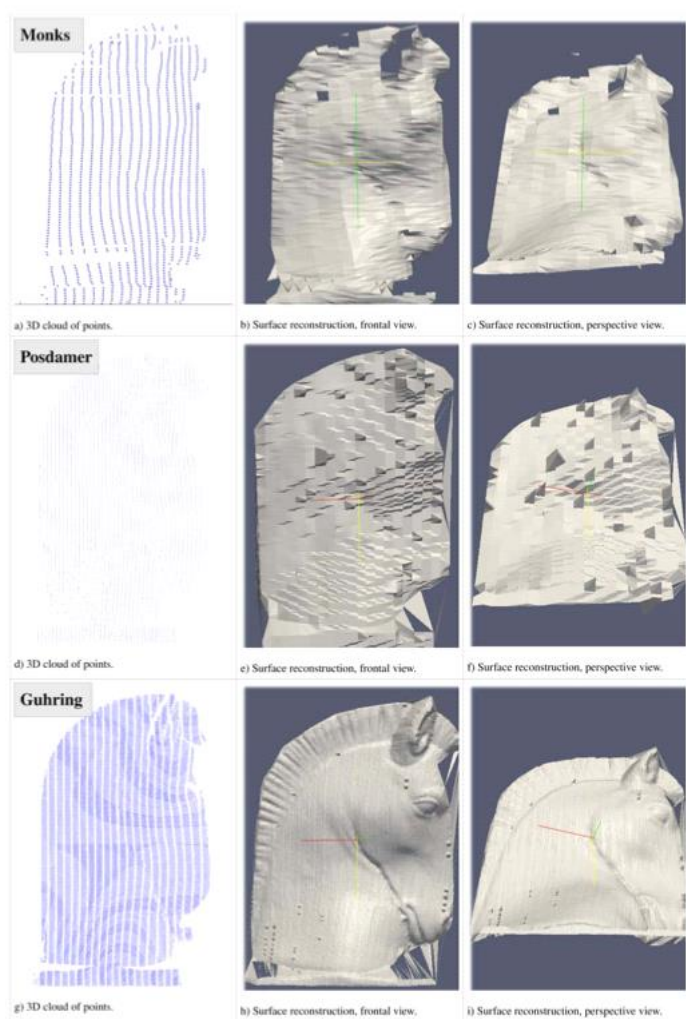 Monks
a) 3D cloud of points.
b) Surface reconstruction, frontal view.
c) Surface reconstruction, perspective view.
Posdamer
d) 3D cloud of points.
e) Surface reconstruction, frontal view.
f) Surface reconstruction, perspective view.
Guhring
g) 3D cloud of points.
h) Surface reconstruction, frontal view.
i) Surface reconstruction, perspective view.